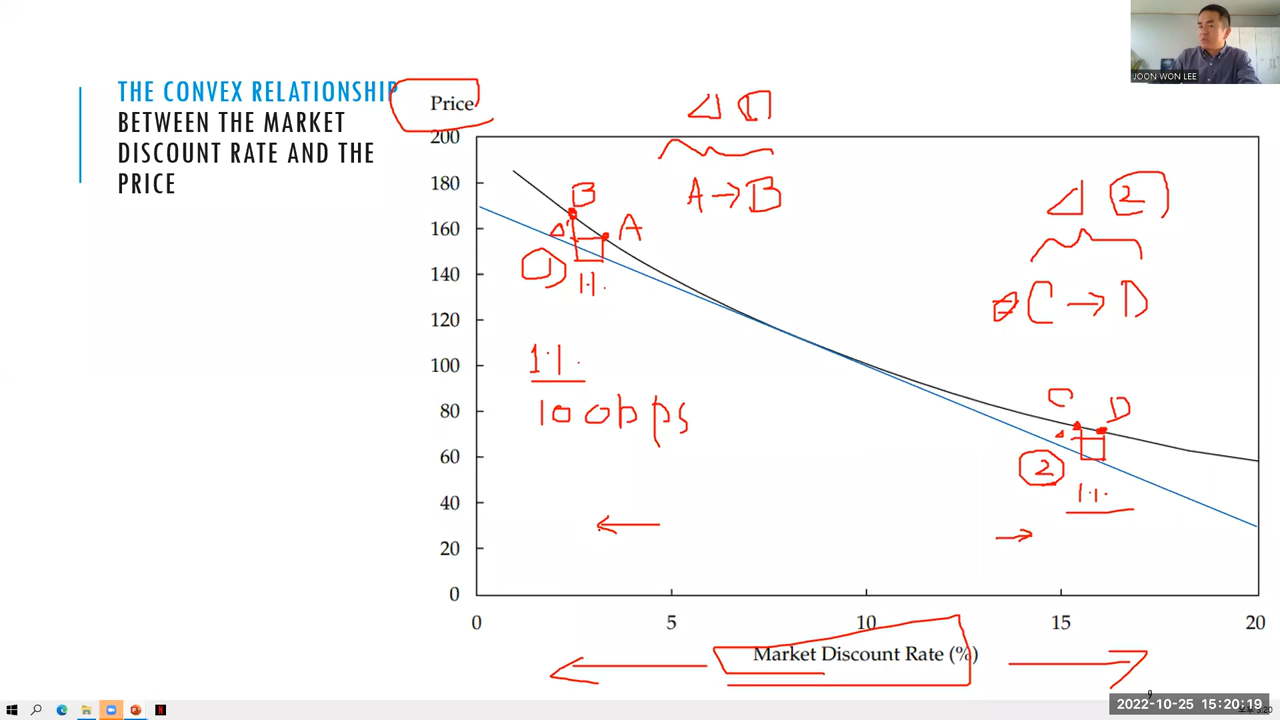 JOON WON LEE
THE CONVEX RELATIONSHIP
BETWEEN THE MARKET
DISCOUNT RATE AND THE
PRICE
Price
200
180
160
140
120
100
80
60
40
20
0
0
5
10
15
20
Market Discount Rate (%)
B
A
Δ
1
1%
1%
100bps
A → B
Δ 2
C → D
C
D
Δ
2
1%
9
2022-10-25 15:20:19